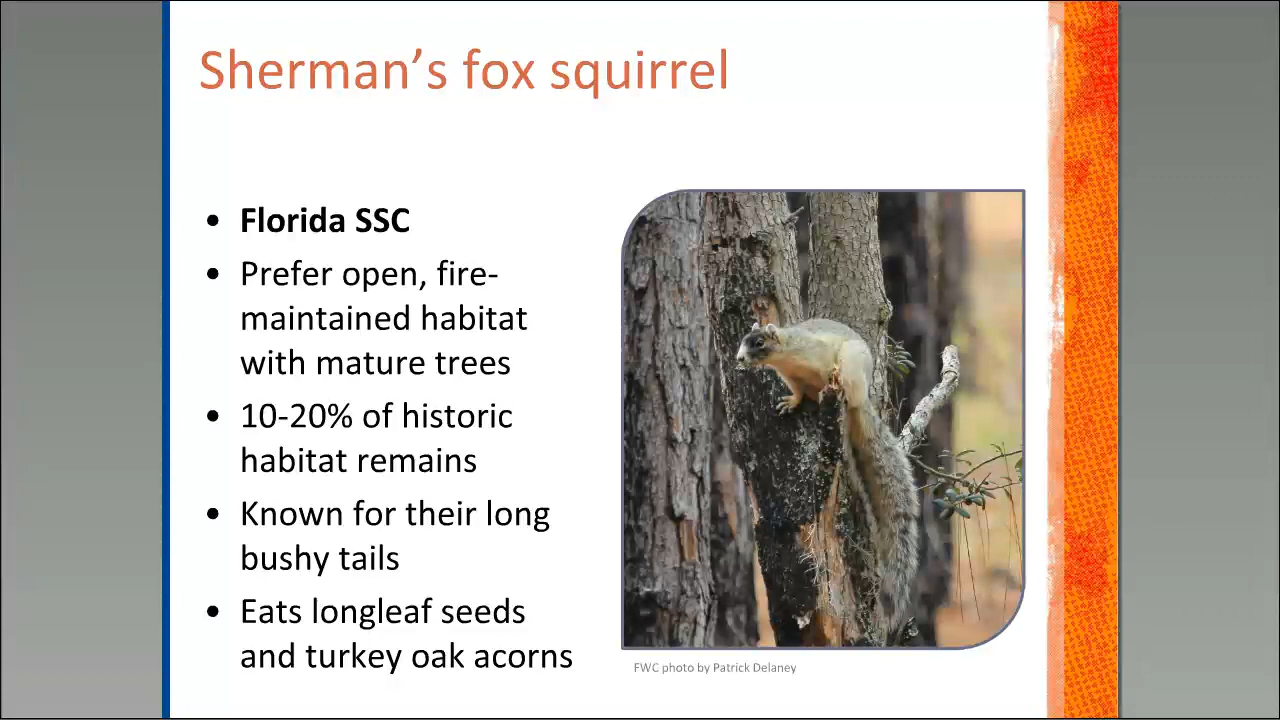 Sherman’s fox squirrel
• Florida SSC
• Prefer open, fire-
maintained habitat
with mature trees
• 10-20% of historic
habitat remains
• Known for their long
bushy tails
• Eats longleaf seeds
and turkey oak acorns
FWC photo by Patrick Delaney